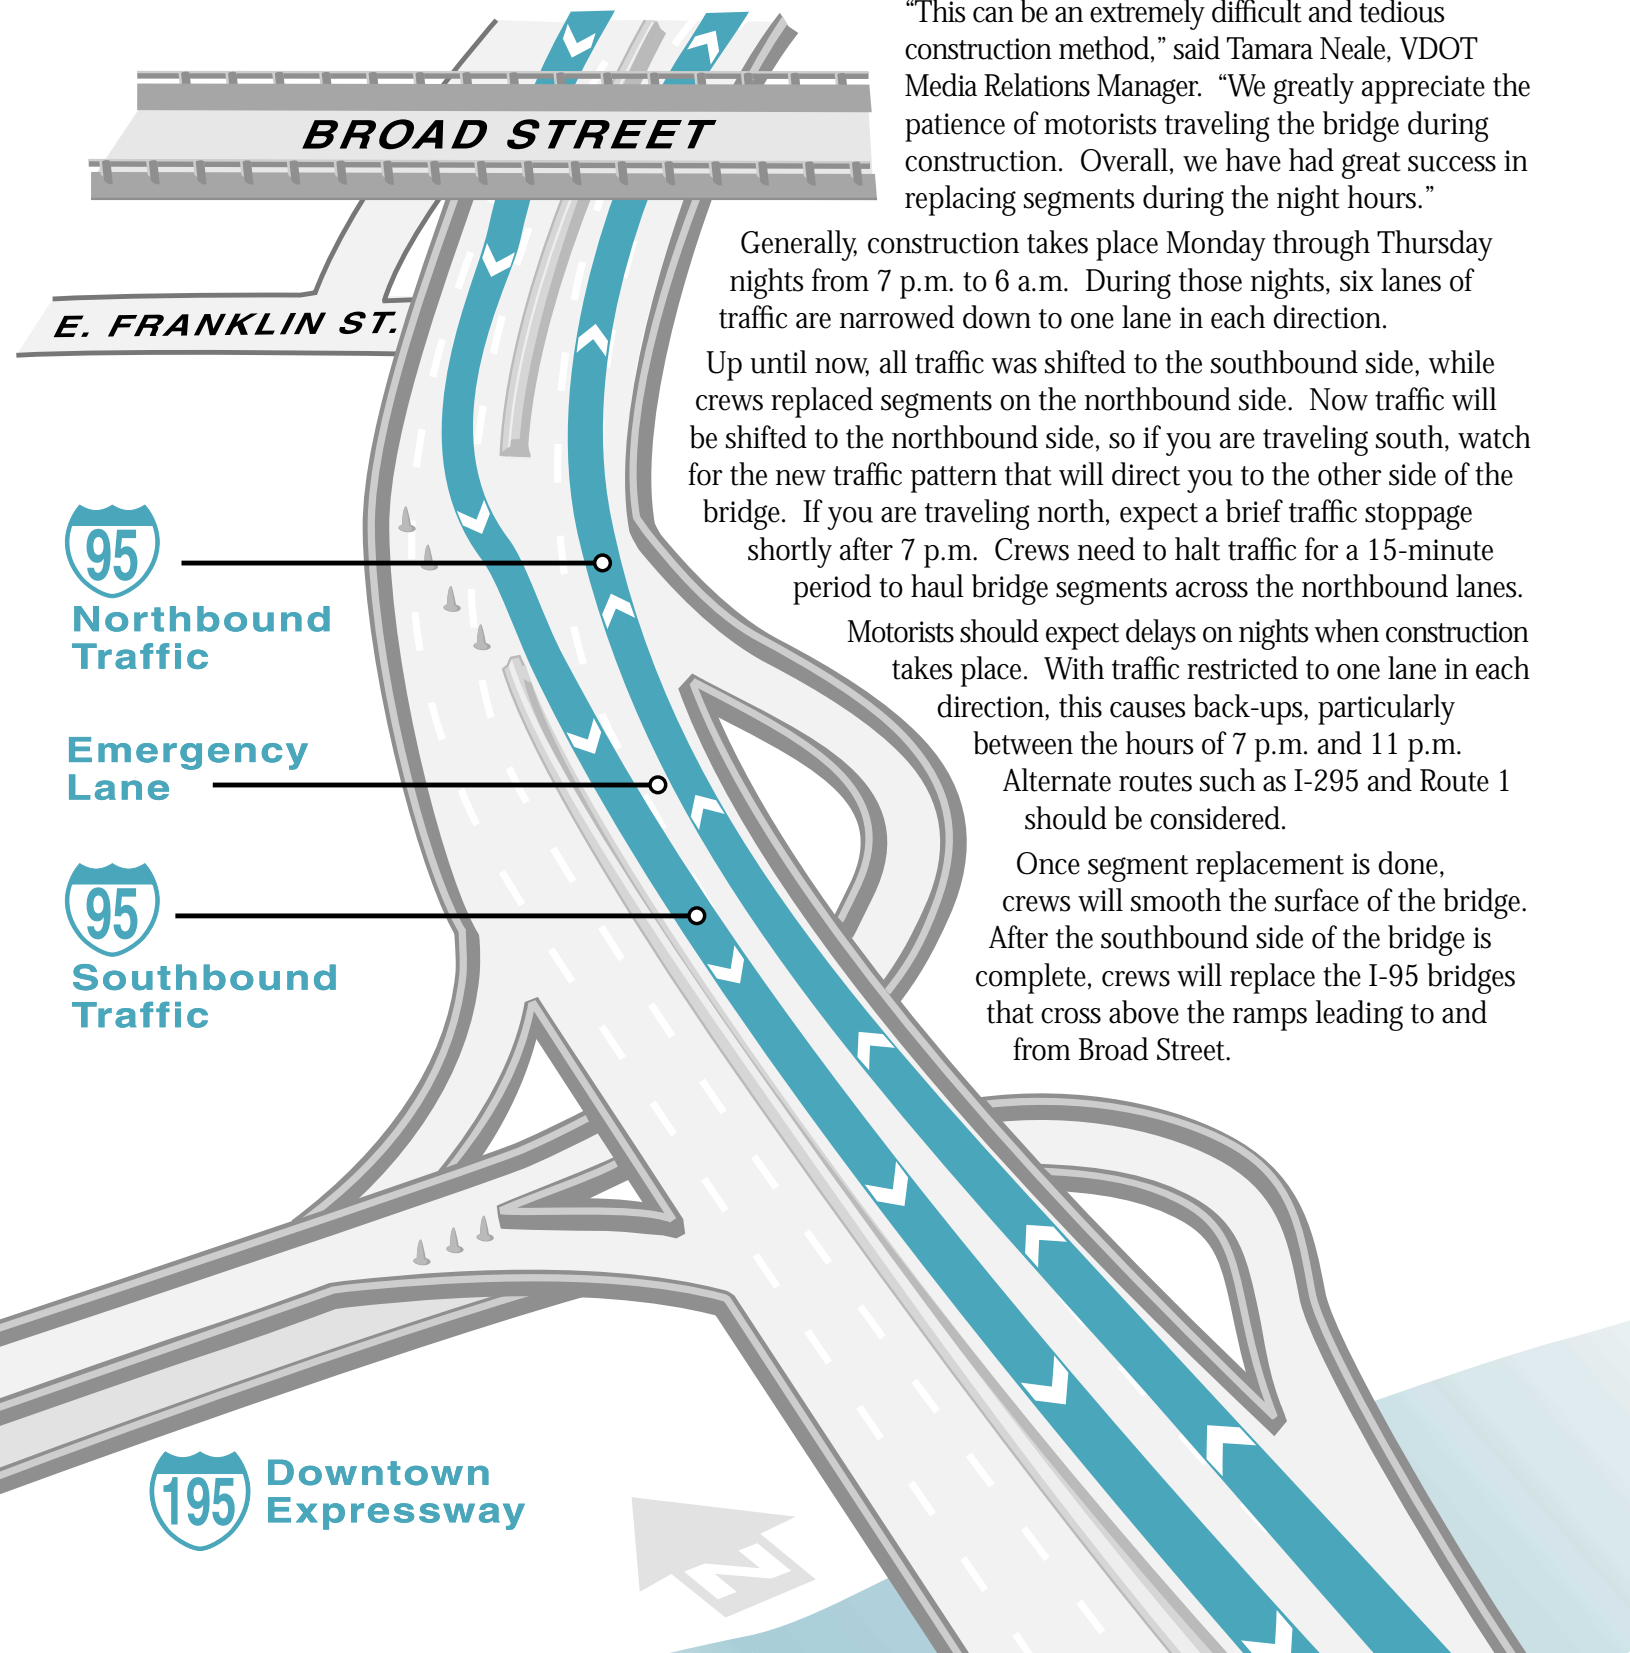 BROAD STREET
E. FRANKLIN ST.
“This can be an extremely difficult and tedious
construction method,” said Tamara Neale, VDOT
Media Relations Manager.  “We greatly appreciate the
patience of motorists traveling the bridge during
construction.  Overall, we have had great success in
replacing segments during the night hours.”
Generally, construction takes place Monday through Thursday
nights from 7 p.m. to 6 a.m.  During those nights, six lanes of
traffic are narrowed down to one lane in each direction.
Up until now, all traffic was shifted to the southbound side, while
crews replaced segments on the northbound side.  Now traffic will
be shifted to the northbound side, so if you are traveling south, watch
for the new traffic pattern that will direct you to the other side of the
bridge.  If you are traveling north, expect a brief traffic stoppage
shortly after 7 p.m.  Crews need to halt traffic for a 15-minute
period to haul bridge segments across the northbound lanes.
Motorists should expect delays on nights when construction
takes place.  With traffic restricted to one lane in each
direction, this causes back-ups, particularly
between the hours of 7 p.m. and 11 p.m.
Alternate routes such as I-295 and Route 1
should be considered.
Once segment replacement is done,
crews will smooth the surface of the bridge.
After the southbound side of the bridge is
complete, crews will replace the I-95 bridges
that cross above the ramps leading to and
from Broad Street.
95
Northbound
Traffic
Emergency
Lane
95
Southbound
Traffic
195
Downtown
Expressway
N